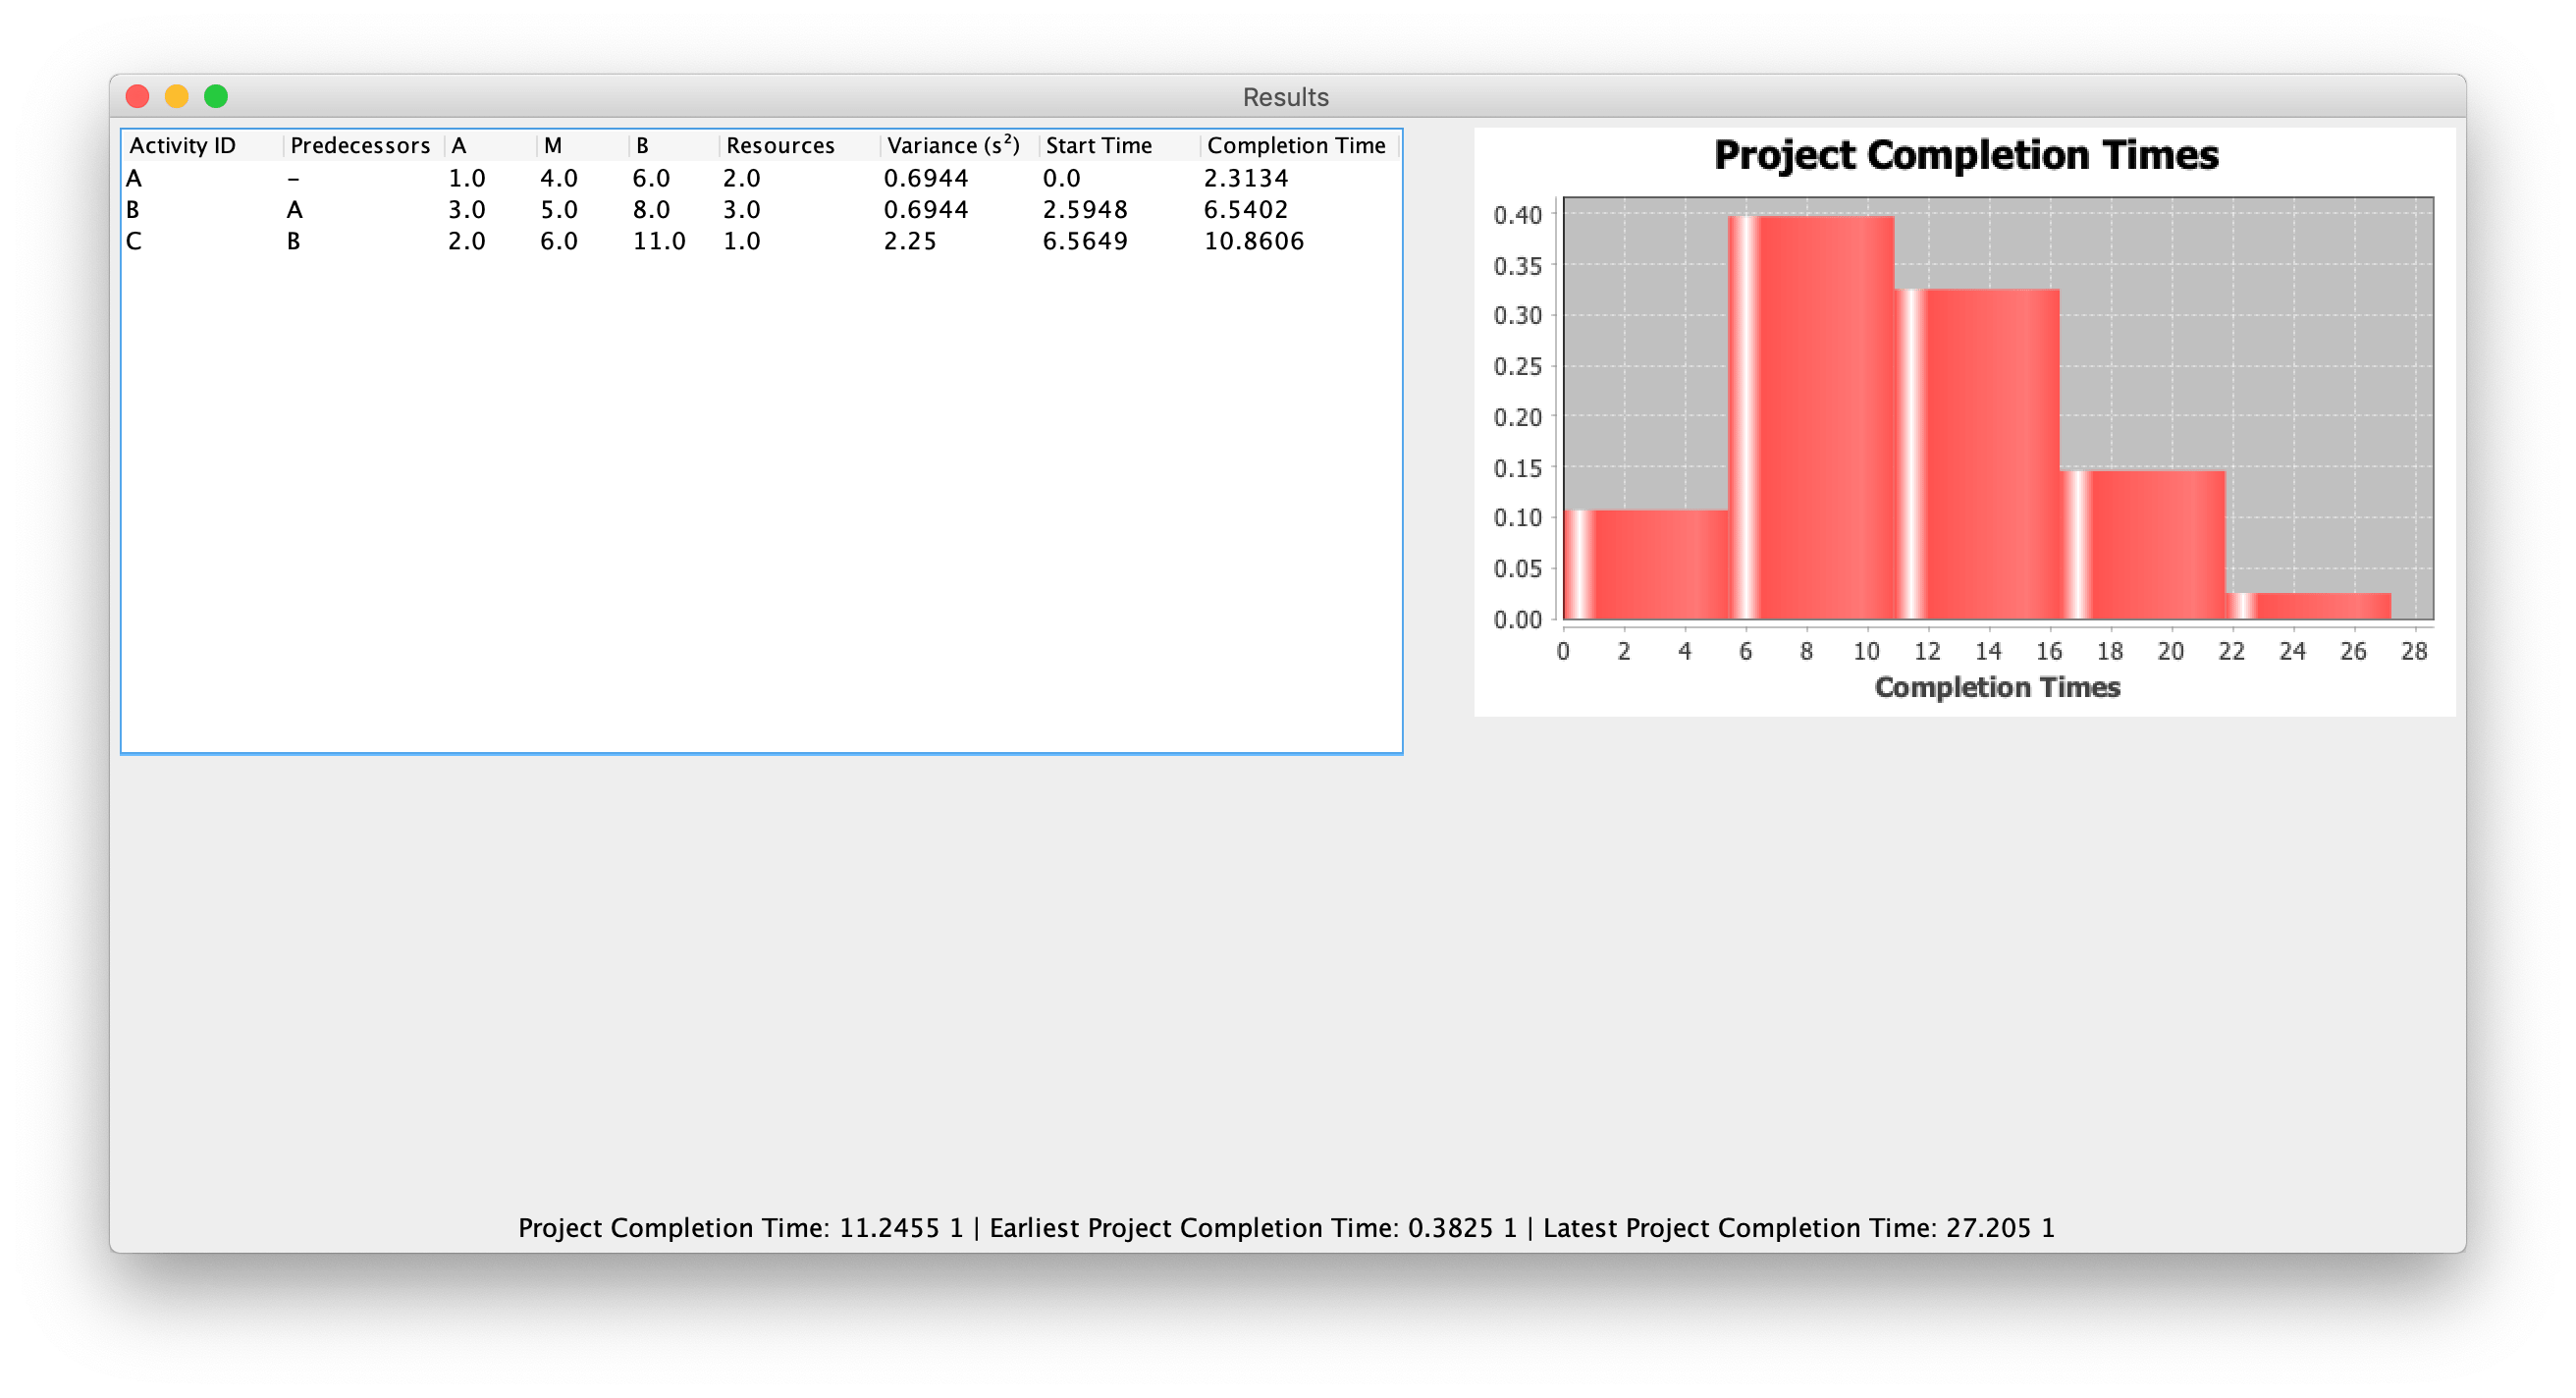 Results
Activity ID Predecessors A M B Resources Variance (s²) Start Time Completion Time
A – 1.0 4.0 6.0 2.0 0.6944 0.0 2.3134
B A 3.0 5.0 8.0 3.0 0.6944 2.5948 6.5402
C B 2.0 6.0 11.0 1.0 2.25 6.5649 10.8606
Project Completion Times
0.40
0.35
0.30
0.25
0.20
0.15
0.10
0.05
0.00
0 2 4 6 8 10 12 14 16 18 20 22 24 26 28
Completion Times
Project Completion Time: 11.2455 1 | Earliest Project Completion Time: 0.3825 1 | Latest Project Completion Time: 27.205 1